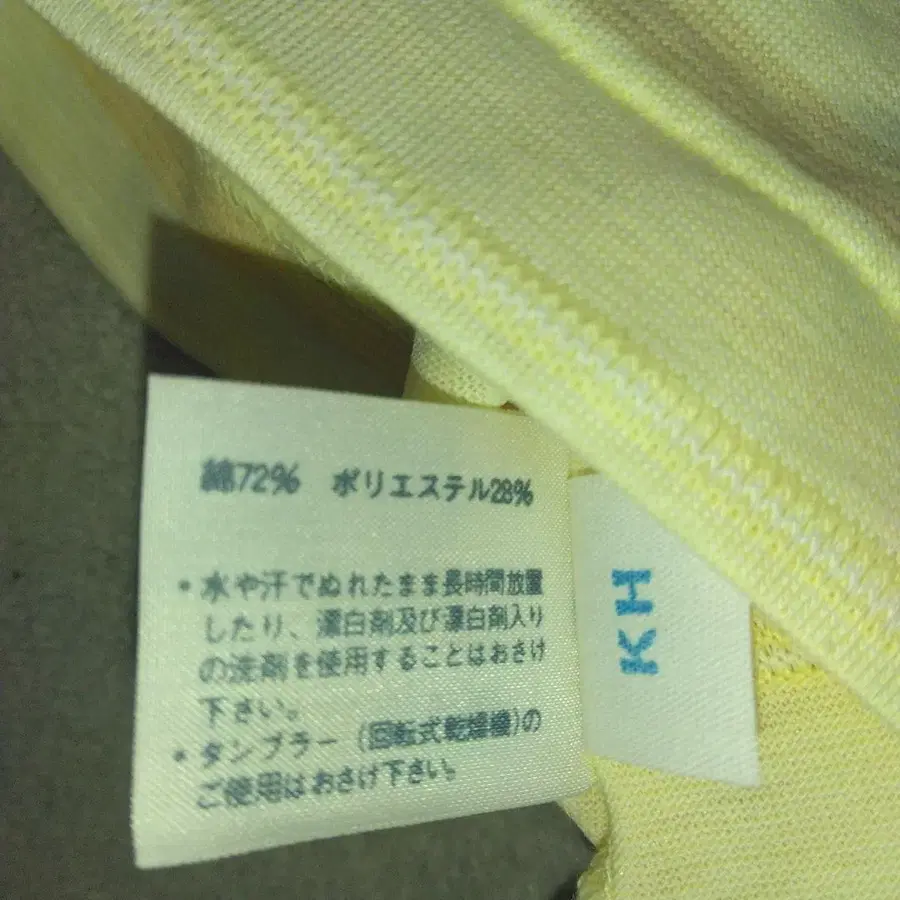 綿72% ポリエステル28%
・水や汗でぬれたまま長時間放置
したり、漂白剤及び漂白剤入り
の洗剤を使用することはおさけ
下さい。
・タンブラー(回転式乾燥機)の
ご使用はおさけ下さい。
KH